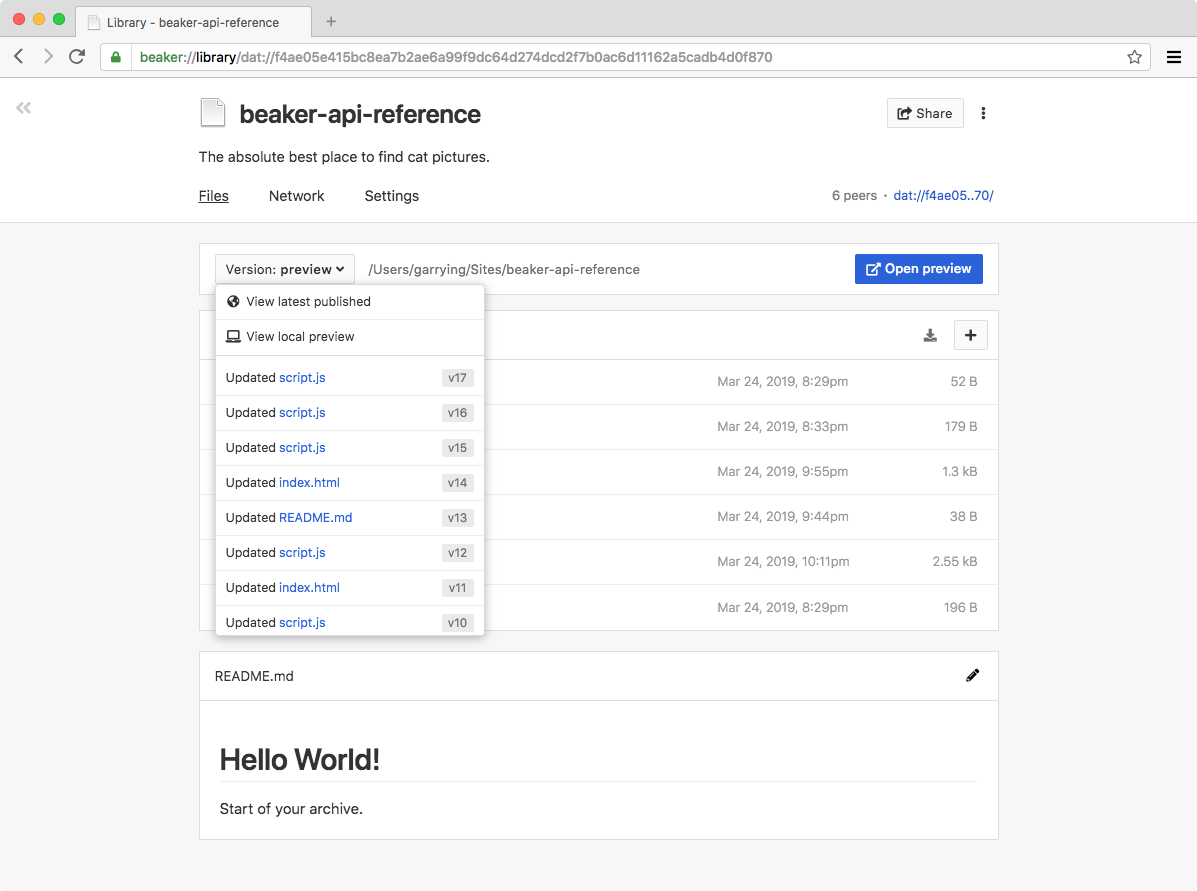 Library - beaker-api-reference
beaker://library/dat://f4ae05e415bc8ea7b2ae6a99f9dc64d274dcd2f7b0ac6d11162a5cadb4d0f870
beaker-api-reference
Share
The absolute best place to find cat pictures.
Files Network Settings 6 peers · dat://f4ae05..70/
Version: preview /Users/garrying/Sites/beaker-api-reference Open preview
View latest published
View local preview
Updated script.js v17
Updated script.js v16
Updated script.js v15
Updated index.html v14
Updated README.md v13
Updated script.js v12
Updated index.html v11
Updated script.js v10
Mar 24, 2019, 8:29pm 52 B
Mar 24, 2019, 8:33pm 179 B
Mar 24, 2019, 9:55pm 1.3 kB
Mar 24, 2019, 9:44pm 38 B
Mar 24, 2019, 10:11pm 2.55 kB
Mar 24, 2019, 8:29pm 196 B
README.md
Hello World!
Start of your archive.